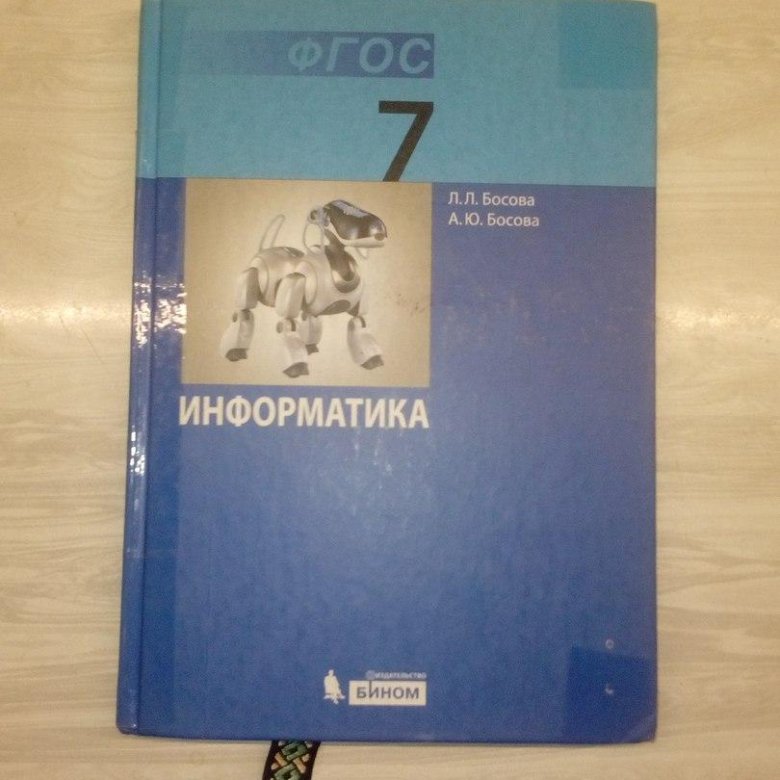 ФГОС
7
Л. Л. Босова
А. Ю. Босова
ИНФОРМАТИКА
ИЗДАТЕЛЬСТВО
БИНОМ